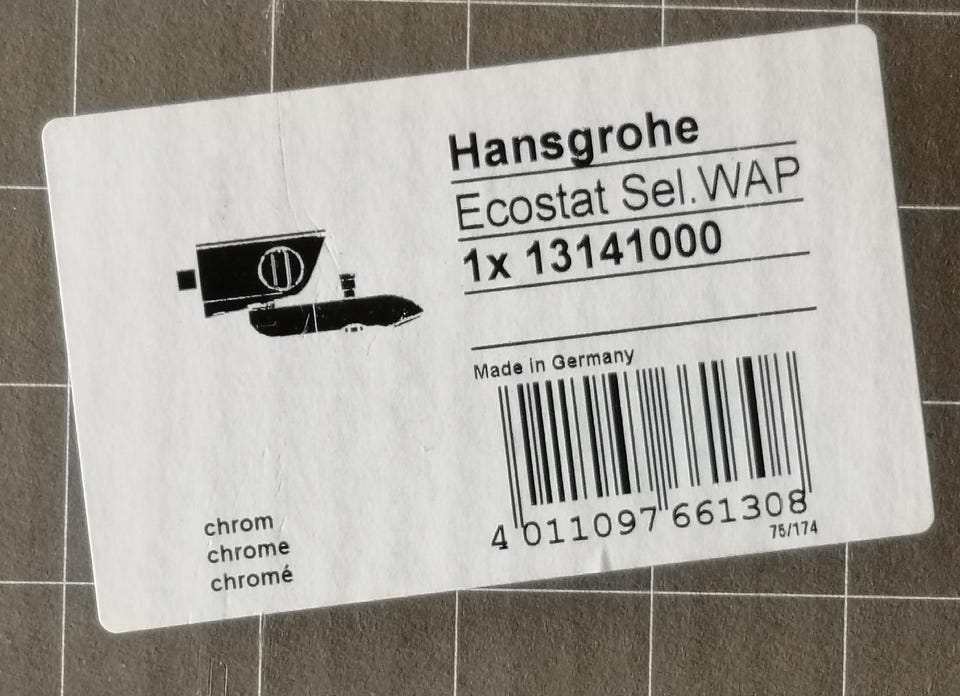 Hansgrohe
Ecostat Sel.WAP
1x 13141000
Made in Germany
4 011097 661308
75/174
chrom
chrome
chromé